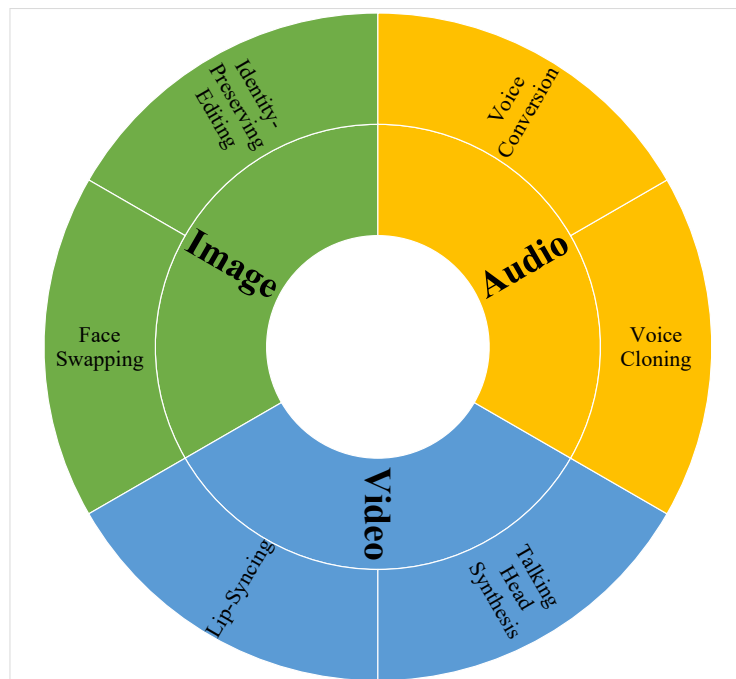 Identity-
Preserving
Editing
Voice
Conversion
Image
Audio
Face
Swapping
Voice
Cloning
Video
Lip-Syncing
Talking
Head
Synthesis